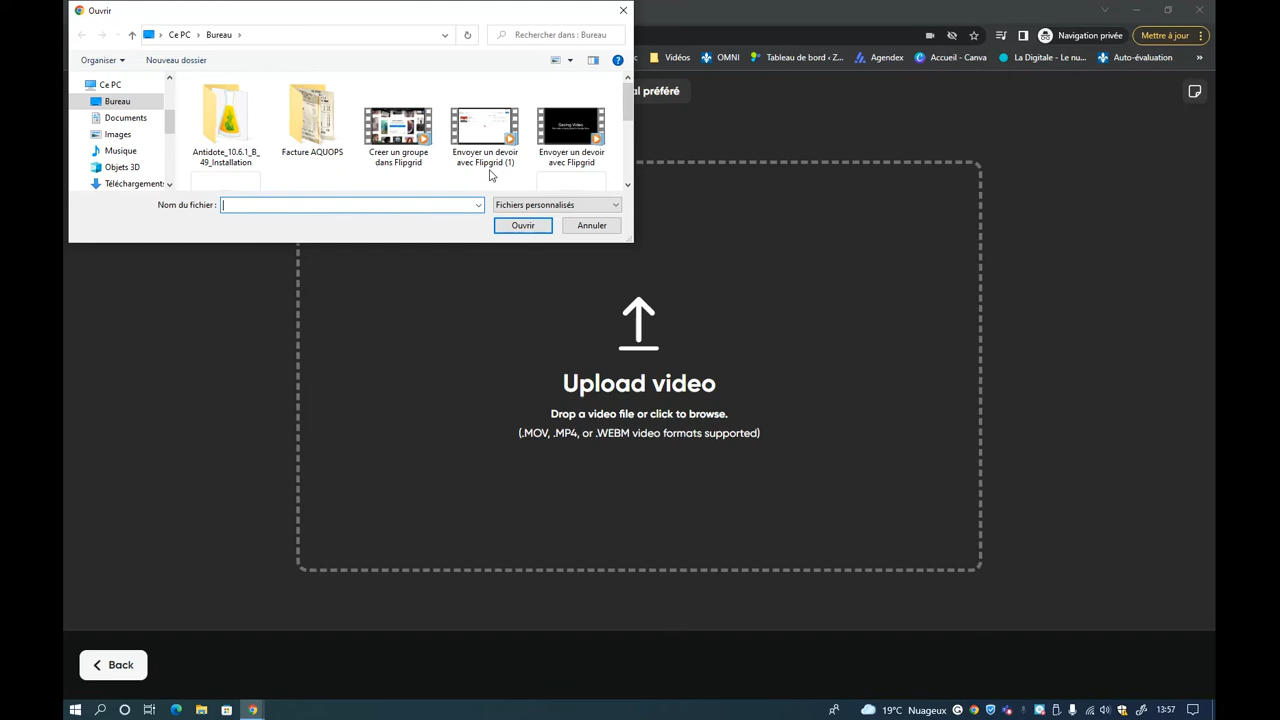 Ouvrir
Ce PC > Bureau >
Rechercher dans : Bureau
Navigation privée
Mettre à jour
Organiser
Nouveau dossier
Vidéos
OMNI
Tableau de bord • Z...
Agendex
Accueil - Canva
La Digitale - Le nu...
Auto-évaluation
»
Ce PC
Bureau
Documents
Images
Musique
Objets 3D
Téléchargement
Antidote_10.6.1_B_
49_Installation
Facture AQUOPS
Creer un groupe
dans Flipgrid
Envoyer un devoir
avec Flipgrid (1)
Envoyer un devoir
avec Flipgrid
Saving Video
al préféré
Nom du fichier :
Fichiers personnalisés
Ouvrir
Annuler
Upload video
Drop a video file or click to browse.
(.MOV, .MP4, or .WEBM video formats supported)
Back
19°C Nuageux
13:57